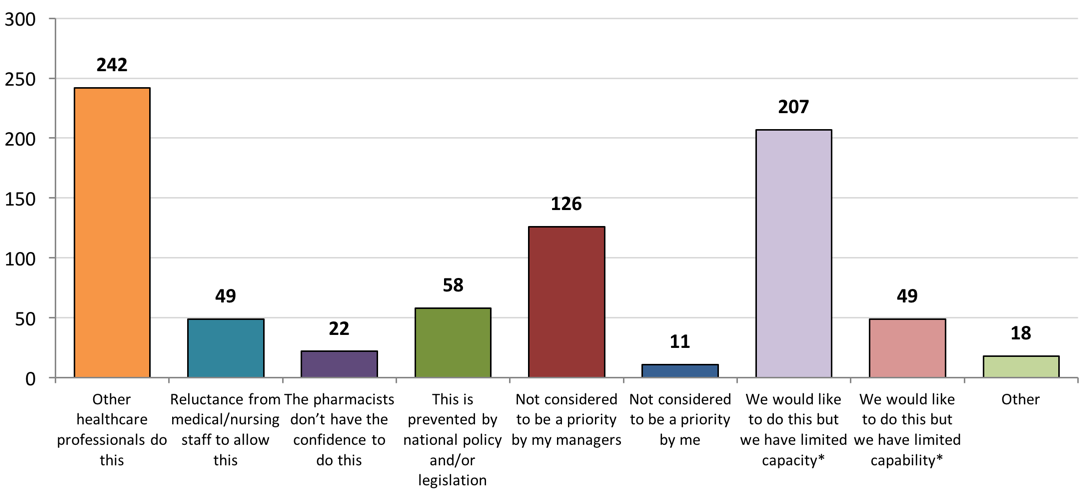 300
250
200
150
100
50
0
242
49
22
58
126
11
207
49
18
Other
healthcare
professionals do
this
Reluctance from
medical/nursing
staff to allow
this
The pharmacists
don’t have the
confidence to
do this
This is
prevented by
national policy
and/or
legislation
Not considered
to be a priority
by my managers
Not considered
to be a priority
by me
We would like
to do this but
we have limited
capacity*
We would like
to do this but
we have limited
capability*
Other